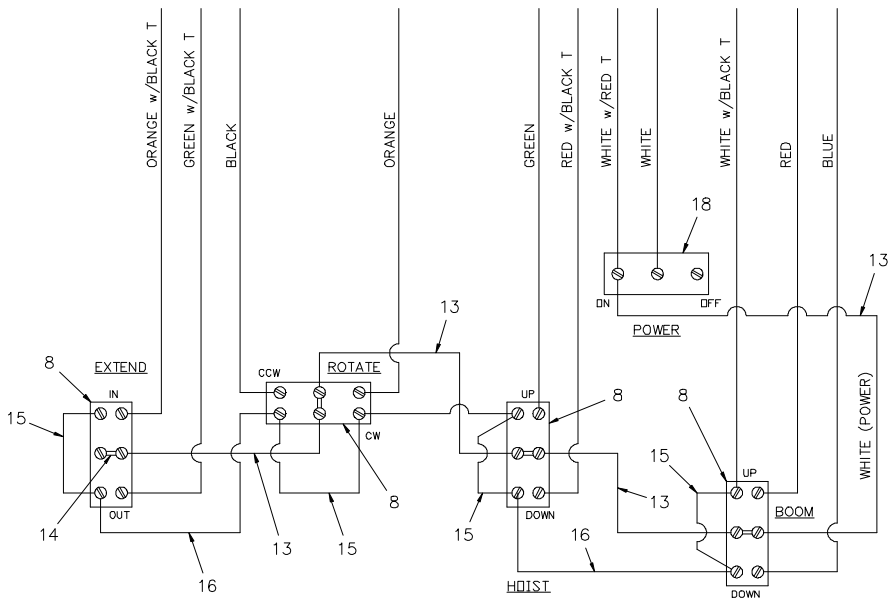 ORANGE w/BLACK T
GREEN w/BLACK T
BLACK
ORANGE
GREEN
RED w/BLACK T
WHITE w/RED T
WHITE
WHITE w/BLACK T
RED
BLUE
18
13
ON
OFF
POWER
13
EXTEND
CCW
ROTATE
8
IN
UP
8
8
WHITE (POWER)
15
CW
15
UP
BOOM
14
OUT
13
15
8
15
DOWN
13
16
HOIST
16
DOWN